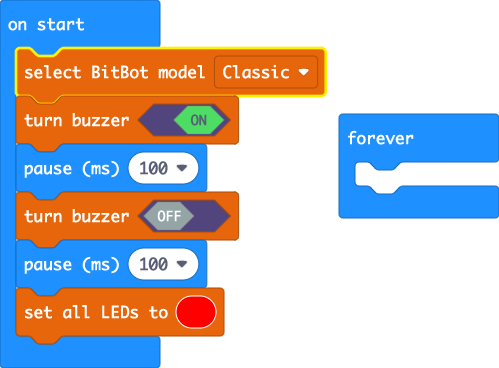 on start
select BitBot model Classic
turn buzzer ON
forever
pause (ms) 100
turn buzzer OFF
pause (ms) 100
set all LEDs to